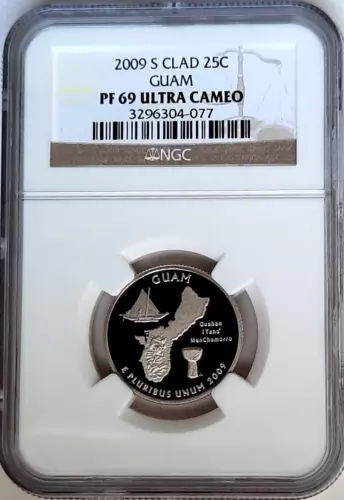 2009 S CLAD 25C
GUAM
PF 69 ULTRA CAMEO
3296304-077
NGC
GUAM
Guahan
I Tano'
ManChamorro
E PLURIBUS UNUM 2009